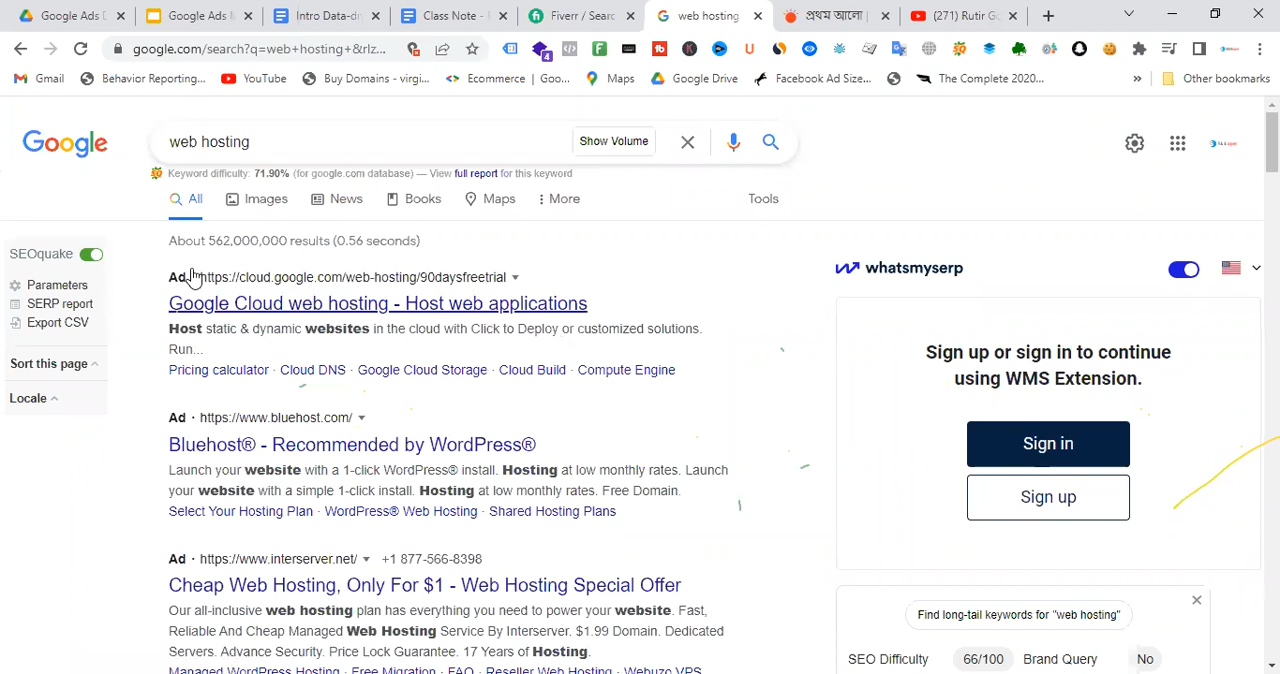 Google Ads D
Google Ads M
Intro Data-dr
Class Note - I
Fiverr / Searc
web hosting
প্রথম আলো |
(271) Rutir Go
google.com/search?q=web+hosting+&rlz...
4
Gmail
Behavior Reporting...
YouTube
Buy Domains - virgi...
Ecommerce | Goo...
Maps
Google Drive
Facebook Ad Size...
The Complete 2020...
»
Other bookmarks
Google
web hosting
Show Volume
Keyword difficulty: 71.90% (for google.com database) — View full report for this keyword
All
Images
News
Books
Maps
More
Tools
About 562,000,000 results (0.56 seconds)
SEOquake
Parameters
SERP report
Export CSV
Sort this page
Locale
Ad · https://cloud.google.com/web-hosting/90daysfreetrial
Google Cloud web hosting - Host web applications
Host static & dynamic websites in the cloud with Click to Deploy or customized solutions.
Run...
Pricing calculator · Cloud DNS · Google Cloud Storage · Cloud Build · Compute Engine
Ad · https://www.bluehost.com/
Bluehost® - Recommended by WordPress®
Launch your website with a 1-click WordPress® install. Hosting at low monthly rates. Launch
your website with a simple 1-click install. Hosting at low monthly rates. Free Domain.
Select Your Hosting Plan · WordPress® Web Hosting · Shared Hosting Plans
Ad · https://www.interserver.net/ +1 877-566-8398
Cheap Web Hosting, Only For $1 - Web Hosting Special Offer
Our all-inclusive web hosting plan has everything you need to power your website. Fast,
Reliable And Cheap Managed Web Hosting Service By Interserver. $1.99 Domain. Dedicated
Servers. Advance Security. Price Lock Guarantee. 17 Years of Hosting.
Managed WordPress Hosting · Free Migration · FAQ · Reseller Web Hosting · Webuzo VPS
whatsmyserp
Sign up or sign in to continue
using WMS Extension.
Sign in
Sign up
Find long-tail keywords for "web hosting"
SEO Difficulty 66/100 Brand Query No